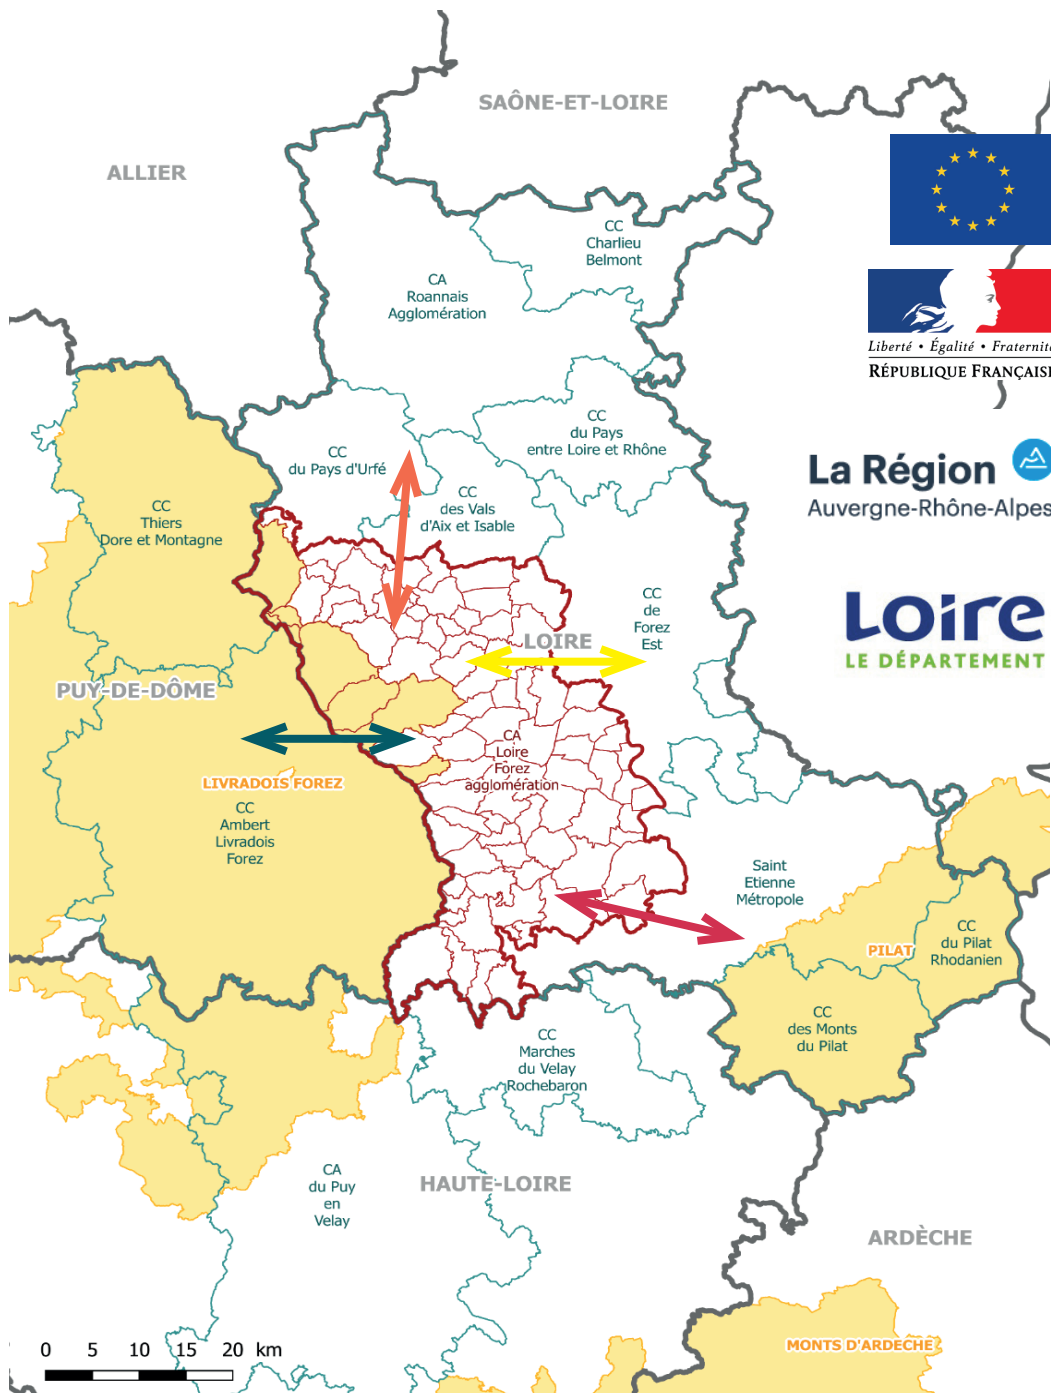 SAÔNE-ET-LOIRE
ALLIER
CC
Charlieu
Belmont
CA
Roannais
Agglomération
Liberté • Égalité • Fraternité
RÉPUBLIQUE FRANÇAISE
CC
du Pays
entre Loire et Rhône
CC
du Pays d'Urfé
CC
des Vals
d'Aix et Isable
La Région
Auvergne-Rhône-Alpes
CC
Thiers
Dore et Montagne
CC
de
Forez
Est
LOIRE
Loire
LE DÉPARTEMENT
PUY-DE-DÔME
CA
Loire
Forez
agglomération
LIVRADOIS FOREZ
CC
Ambert
Livradois
Forez
Saint
Etienne
Métropole
PILAT
CC
du Pilat
Rhodanien
CC
des Monts
du Pilat
CC
Marches
du Velay
Rochebaron
CA
du Puy
en
Velay
HAUTE-LOIRE
ARDÈCHE
MONTS D'ARDECHE
0 5 10 15 20 km